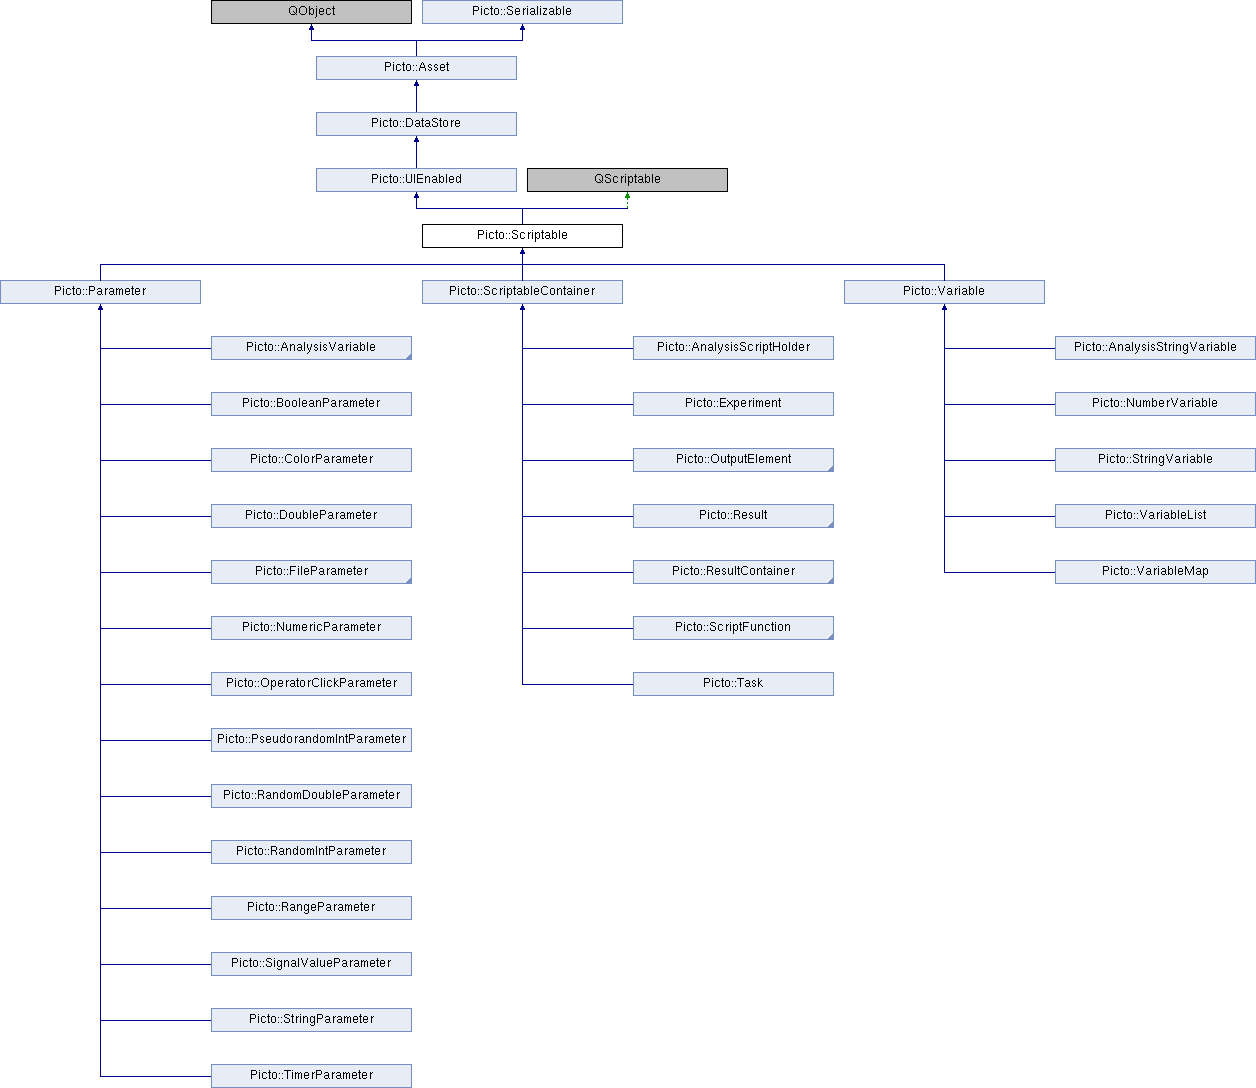 QObject
Picto::Serializable
Picto::Asset
Picto::DataStore
Picto::UIEnabled
QScriptable
Picto::Scriptable
Picto::Parameter
Picto::ScriptableContainer
Picto::Variable
Picto::AnalysisVariable
Picto::AnalysisScriptHolder
Picto::AnalysisStringVariable
Picto::BooleanParameter
Picto::Experiment
Picto::NumberVariable
Picto::ColorParameter
Picto::OutputElement
Picto::StringVariable
Picto::DoubleParameter
Picto::Result
Picto::VariableList
Picto::FileParameter
Picto::ResultContainer
Picto::VariableMap
Picto::NumericParameter
Picto::ScriptFunction
Picto::OperatorClickParameter
Picto::Task
Picto::PseudorandomIntParameter
Picto::RandomDoubleParameter
Picto::RandomIntParameter
Picto::RangeParameter
Picto::SignalValueParameter
Picto::StringParameter
Picto::TimerParameter